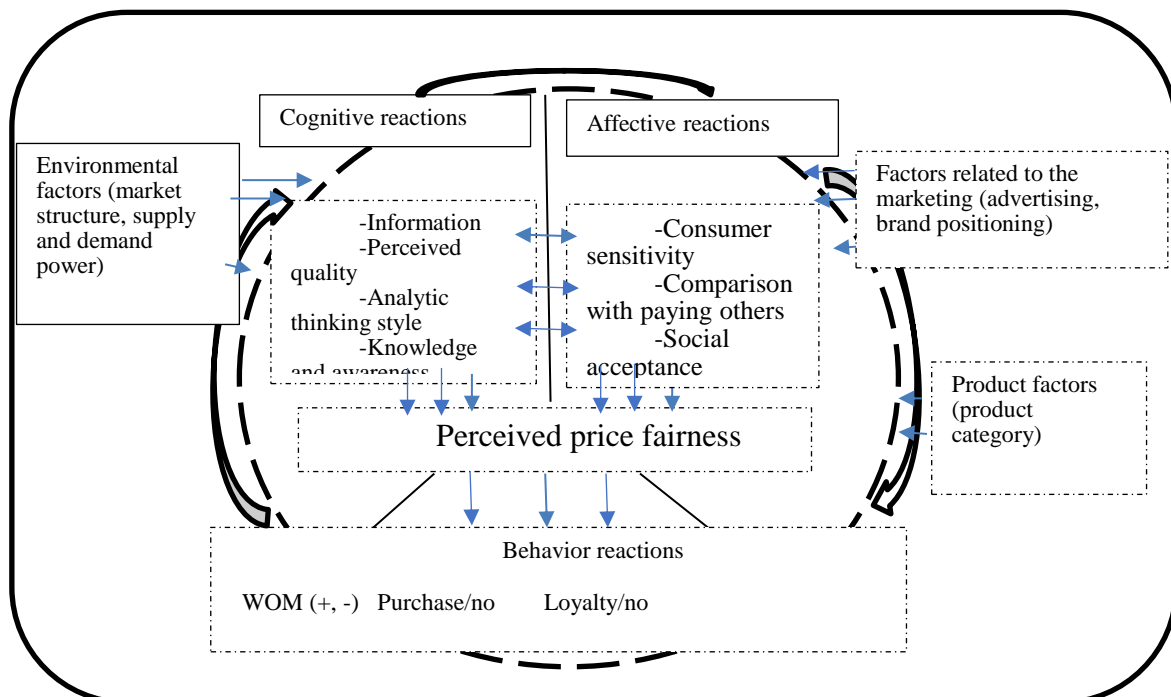 Cognitive reactions
Affective reactions
Environmental
factors (market
structure, supply
and demand
power)
Factors related to the
marketing (advertising,
brand positioning)
-Information
-Perceived
quality
-Analytic
thinking style
-Knowledge
and awareness
-Consumer
sensitivity
-Comparison
with paying others
-Social
acceptance
Product factors
(product
category)
Perceived price fairness
Behavior reactions
WOM (+, -) Purchase/no Loyalty/no